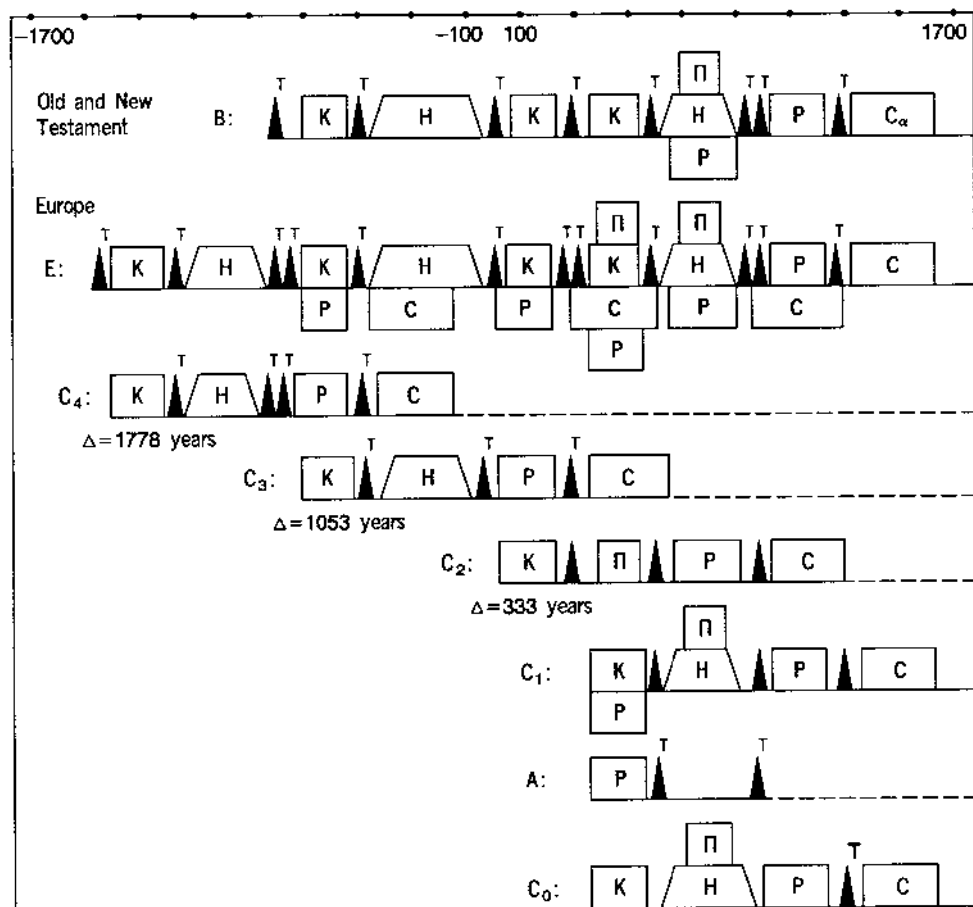 −1700 −100 100 1700
T T T T T П T T T
Old and New
Testament
B: К Н К К Н Р Cα
Р
Europe
T T T T T T T T П T П T T T
E: К Н К Н К К Н Р С
Р С Р С Р С
Р
T T T T
C4: К Н Р С
Δ=1778 years
T T T
C3: К Н Р С
Δ=1053 years
C2: К П Р С
Δ=333 years
П
C1: К Н Р С
Р
T T
A: Р
П T
C0: К Н Р С